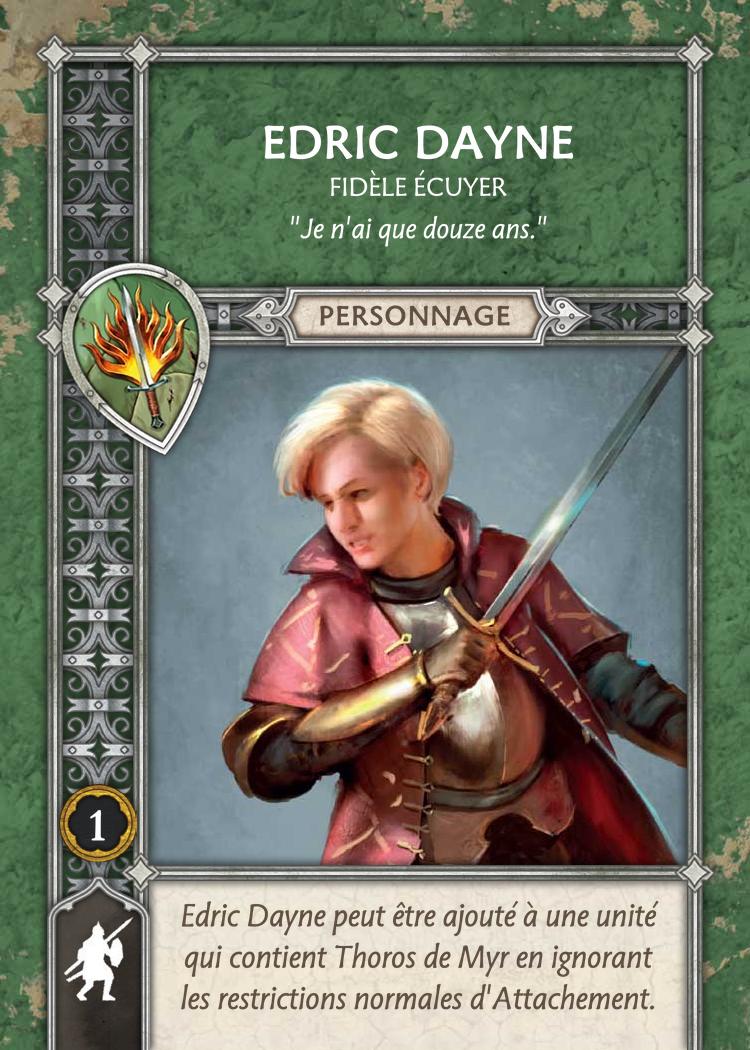 EDRIC DAYNE
FIDÈLE ÉCUYER
"Je n'ai que douze ans."
PERSONNAGE
1
Edric Dayne peut être ajouté à une unité
qui contient Thoros de Myr en ignorant
les restrictions normales d'Attachement.